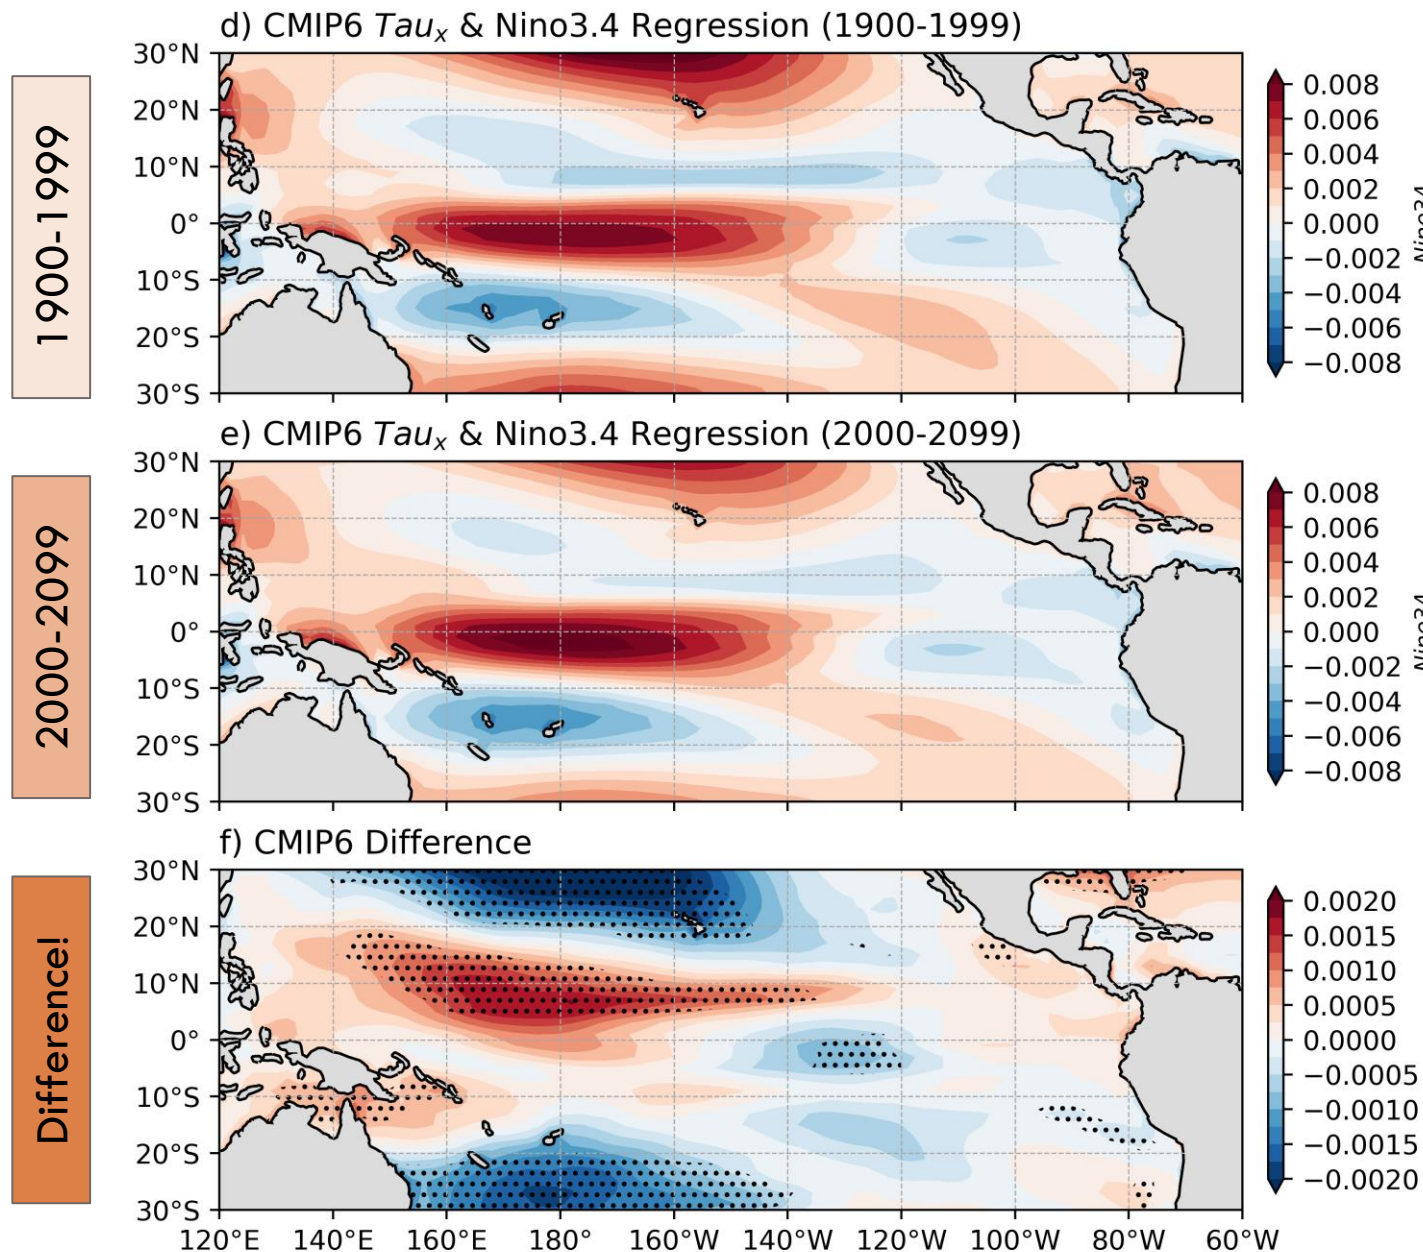 d) CMIP6 Tauₓ & Nino3.4 Regression (1900-1999)
1900-1999
30°N
20°N
10°N
0°
10°S
20°S
30°S
0.008
0.006
0.004
0.002
0.000
−0.002
−0.004
−0.006
−0.008
e) CMIP6 Tauₓ & Nino3.4 Regression (2000-2099)
2000-2099
30°N
20°N
10°N
0°
10°S
20°S
30°S
0.008
0.006
0.004
0.002
0.000
−0.002
−0.004
−0.006
−0.008
f) CMIP6 Difference
Difference!
30°N
20°N
10°N
0°
10°S
20°S
30°S
120°E 140°E 160°E 180° 160°W 140°W 120°W 100°W 80°W 60°W
0.0020
0.0015
0.0010
0.0005
0.0000
−0.0005
−0.0010
−0.0015
−0.0020